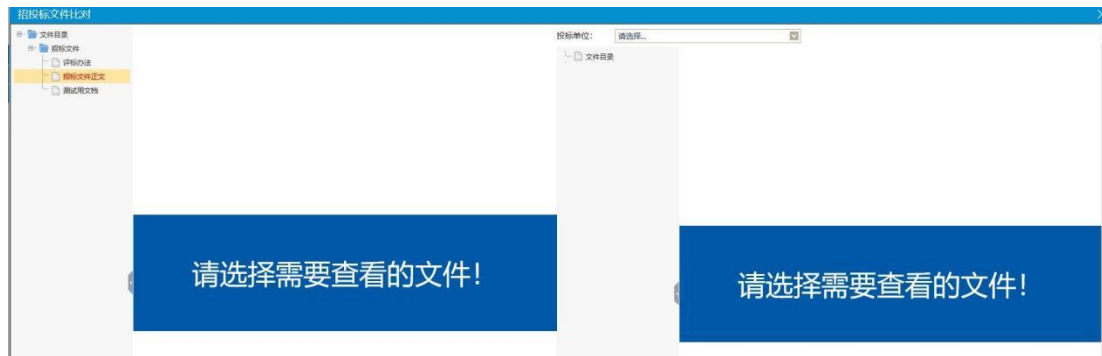 招投标文件比对
文件目录
招标文件
评标办法
招标文件正文
测试用文档
请选择需要查看的文件!
投标单位: 请选择...
文件目录
请选择需要查看的文件!